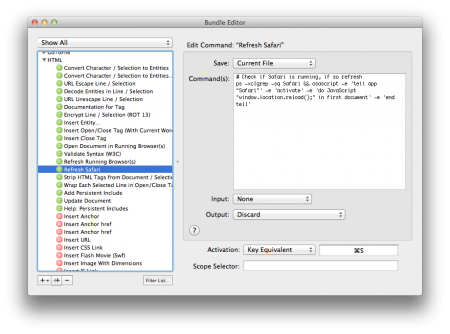 Bundle Editor
Show All
Edit Command: "Refresh Safari"
HTML
Convert Character / Selection to Entities
Convert Character / Selection to Entities
URL Escape Line / Selection
Decode Entities in Line / Selection
URL Unescape Line / Selection
Documentation for Tag
Encrypt Line / Selection (ROT 13)
Insert Entity…
Insert Open/Close Tag (With Current Word)
Insert Close Tag
Open Document in Running Browser(s)
Validate Syntax (W3C)
Refresh Running Browser(s)
Refresh Safari
Strip HTML Tags from Document / Selection
Wrap Each Selected Line in Open/Close Tag
Add Persistent Include
Update Document
Help: Persistent Includes
Insert Anchor
Insert Anchor href
Insert Anchor href
Insert URL
Insert CSS Link
Insert Flash Movie (Swf)
Insert Image With Dimensions
Filter List…
Save: Current File
Command(s):
# Check if Safari is running, if so refresh
ps -xc|grep -sq Safari && osascript -e 'tell app
"Safari"' -e 'activate' -e 'do JavaScript
"window.location.reload();" in first document' -e 'end
tell'
Input: None
Output: Discard
?
Activation: Key Equivalent
⌘S
Scope Selector: